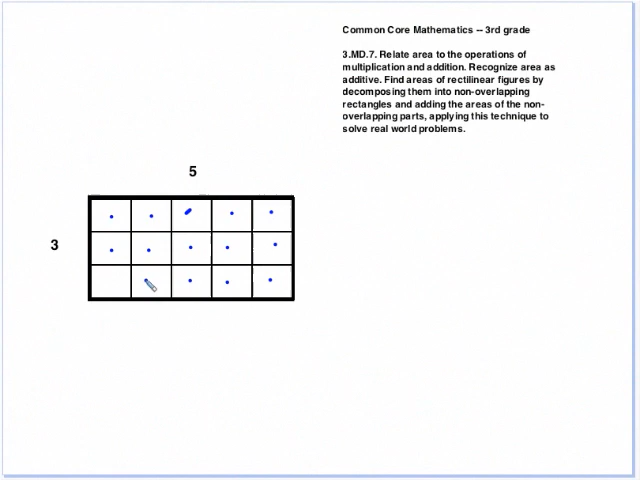 Common Core Mathematics -- 3rd grade
3.MD.7. Relate area to the operations of
multiplication and addition. Recognize area as
additive. Find areas of rectilinear figures by
decomposing them into non-overlapping
rectangles and adding the areas of the non-
overlapping parts, applying this technique to
solve real world problems.
5
3